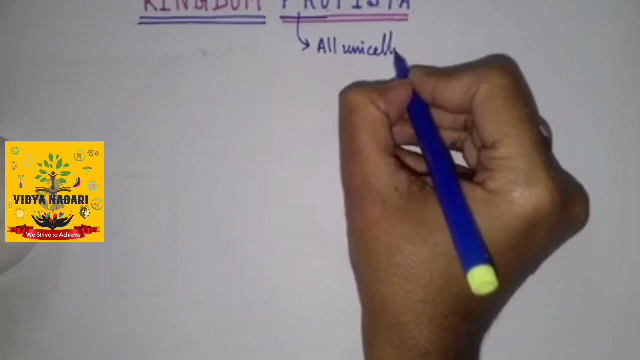 KINGDOM PROTISTA
All unicell
VIDYA NAGARI
We Strive to Achieve